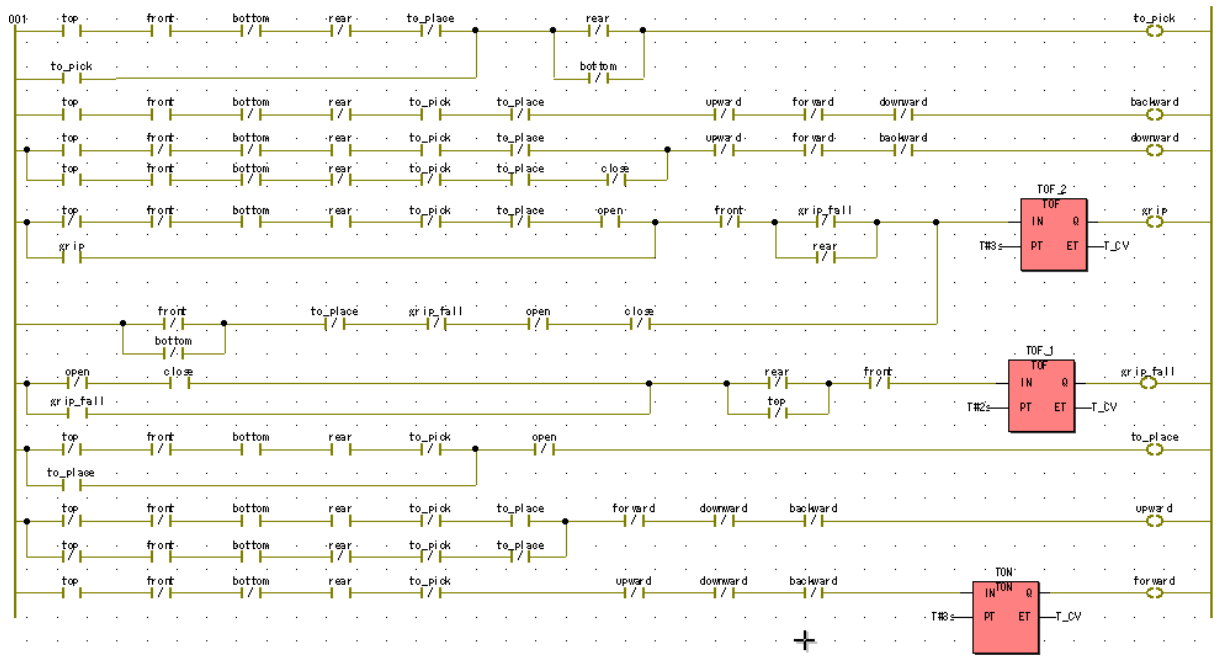 001 top front bottom rear to_place rear to_pick
to_pick bottom
top front bottom rear to_pick to_place upward forward downward backward
top front bottom rear to_pick to_place upward forward backward downward
top front bottom rear to_pick to_place close
TOF_2
top front bottom rear to_pick to_place open front grip_fall TOF grip
IN Q
grip rear T#3s PT ET T_CV
front to_place grip_fall open close
bottom
TOF_1
open close rear front TOF grip_fall
IN Q
grip_fall top T#2s PT ET T_CV
top front bottom rear to_pick open to_place
to_place
top front bottom rear to_pick to_place forward downward backward upward
top front bottom rear to_pick to_place
TON
top front bottom rear to_pick upward downward backward TON forward
IN Q
T#3s PT ET T_CV